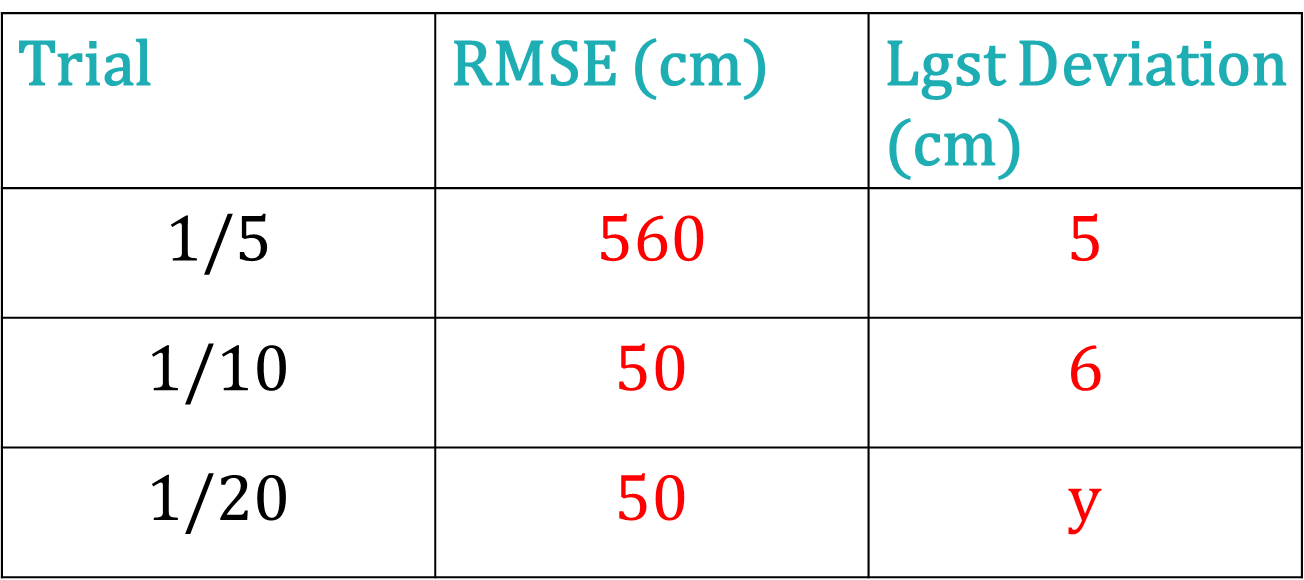 Trial RMSE (cm) Lgst Deviation
(cm)
1/5 560 5
1/10 50 6
1/20 50 y